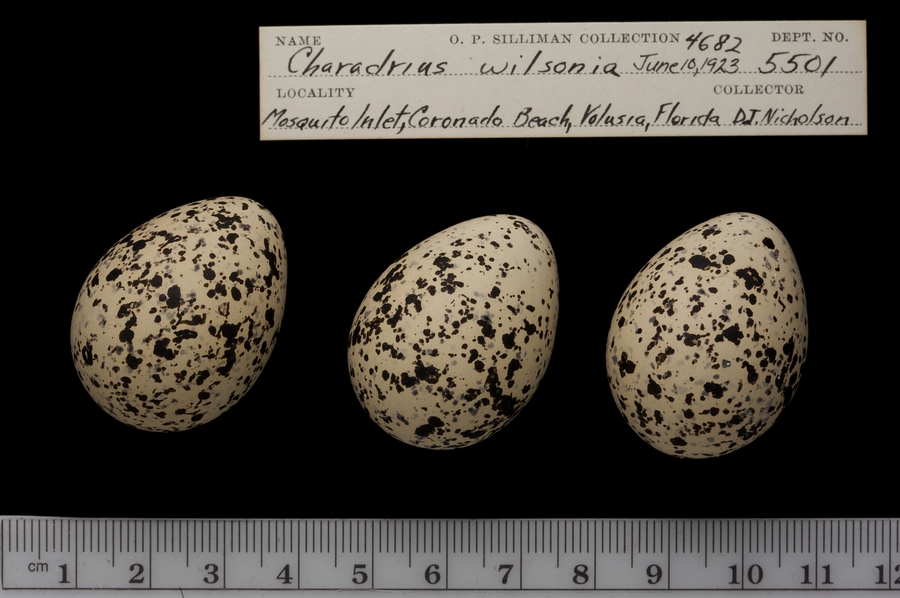 NAME O. P. SILLIMAN COLLECTION 4682 DEPT. NO.
Charadrius wilsonia June 10, 1923 5501
LOCALITY COLLECTOR
Mosquito Inlet, Coronado Beach, Volusia, Florida D.J. Nicholson
cm 1 2 3 4 5 6 7 8 9 10 11 12